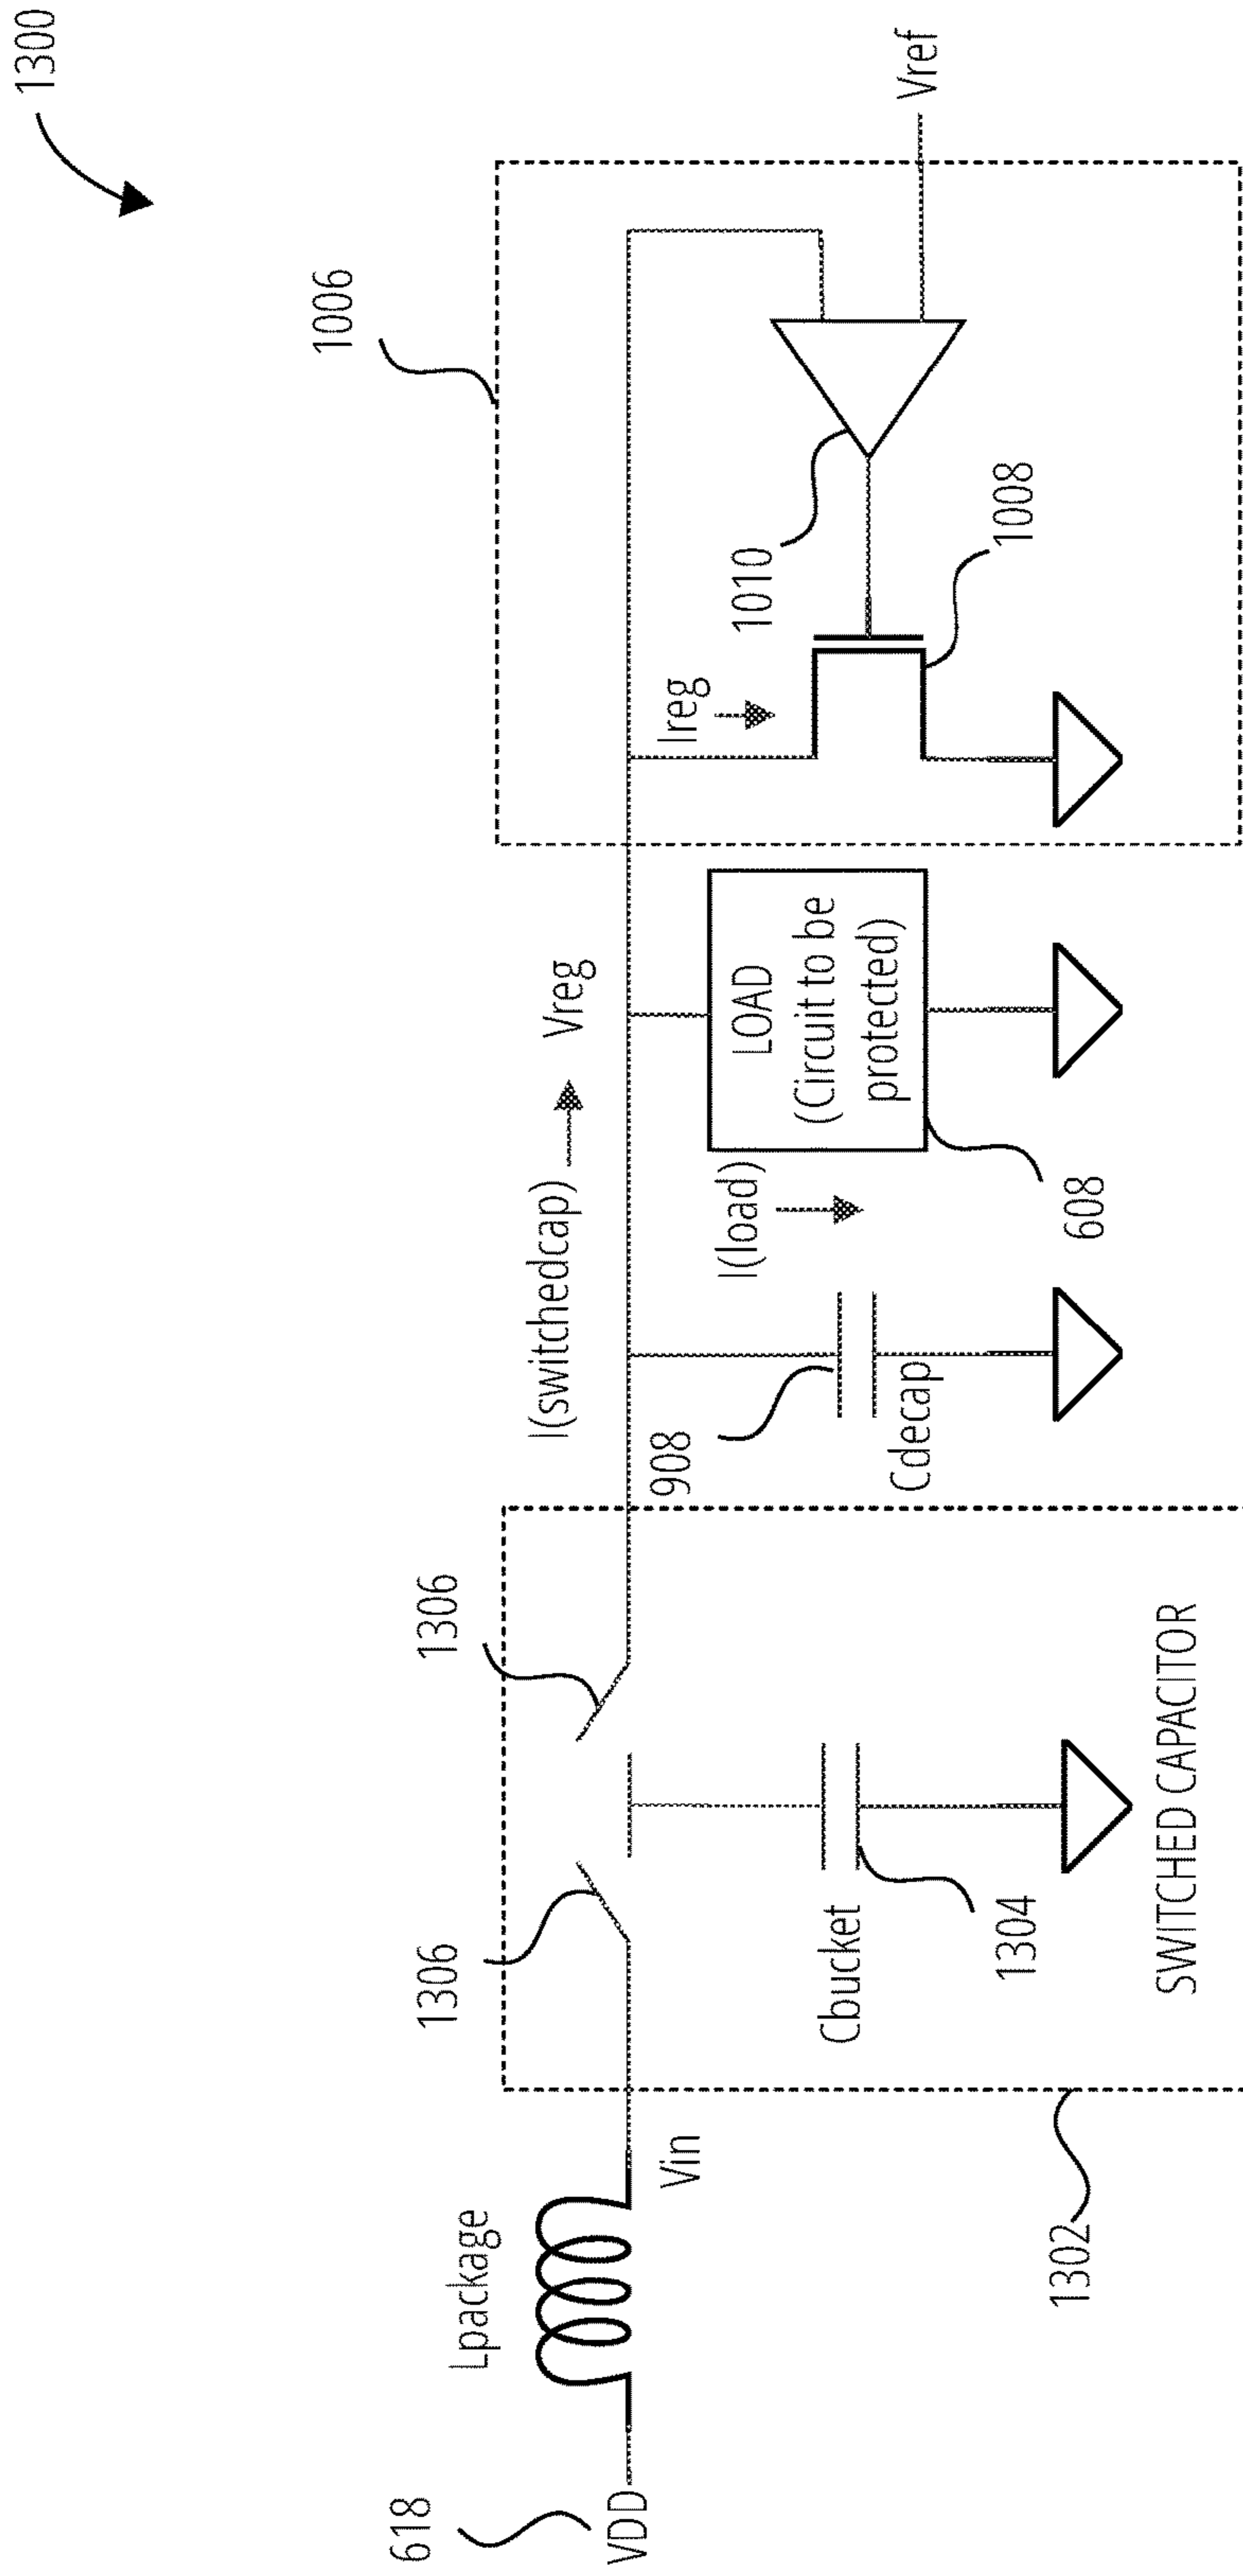 1300
1006
Vref
1010
1008
Ireg
I(switchedcap)
Vreg
LOAD
(Circuit to be
protected)
I(load)
608
908
Cdecap
1306
1306
Cbucket
1304
SWITCHED CAPACITOR
1302
Lpackage
Vin
618
VDD